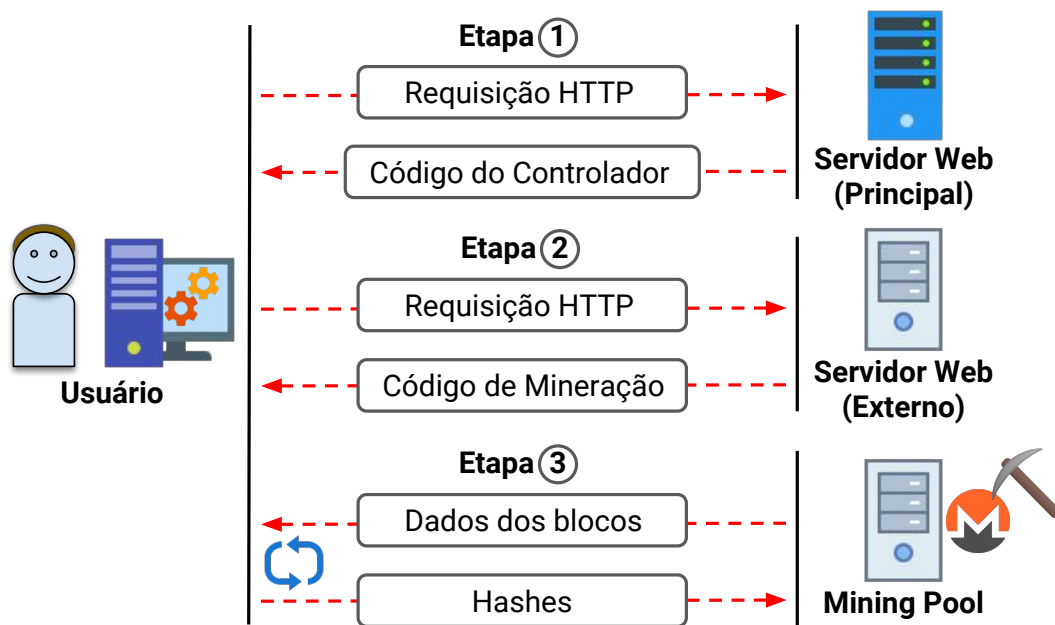 Etapa 1
Requisição HTTP
Código do Controlador
Servidor Web
(Principal)
Etapa 2
Requisição HTTP
Código de Mineração
Servidor Web
(Externo)
Usuário
Etapa 3
Dados dos blocos
Hashes
Mining Pool